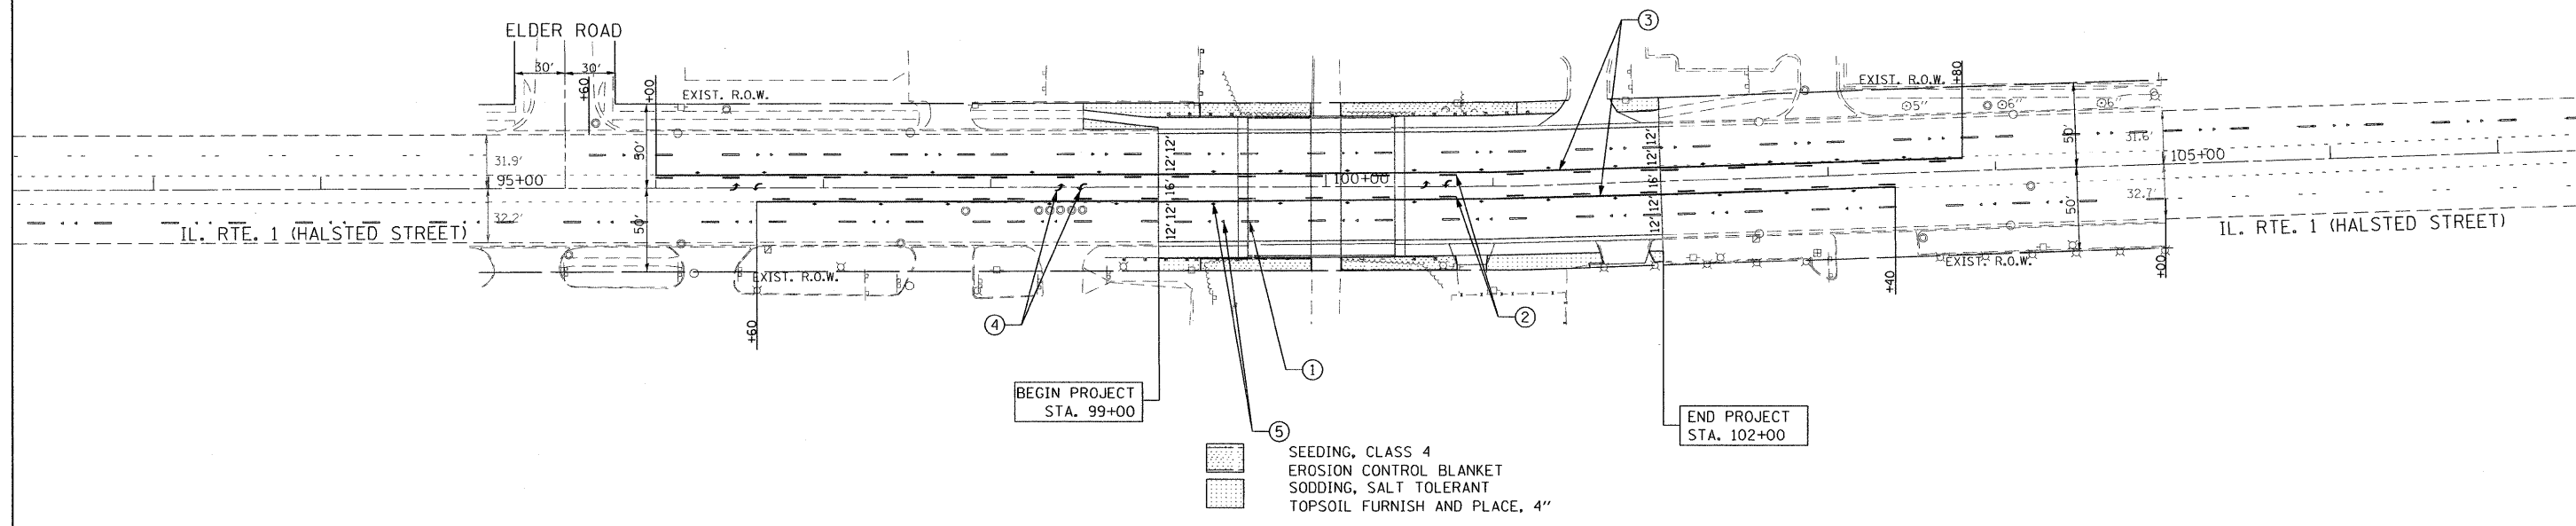 ELDER ROAD
30'
30'
+60
+00
EXIST. R.O.W.
3
EXIST. R.O.W.
+80
5"
6"
6"
50'
50'
31.9'
95+00
32.2'
IL. RTE. 1 (HALSTED STREET)
50'
50'
12' 12' 16' 12' 12'
100+00
12' 12' 16' 12' 12'
31.6'
105+00
32.7'
IL. RTE. 1 (HALSTED STREET)
EXIST. R.O.W.
EXIST. R.O.W.
+60
+40
+00
4
2
1
5
BEGIN PROJECT
STA. 99+00
END PROJECT
STA. 102+00
SEEDING, CLASS 4
EROSION CONTROL BLANKET
SODDING, SALT TOLERANT
TOPSOIL FURNISH AND PLACE, 4"